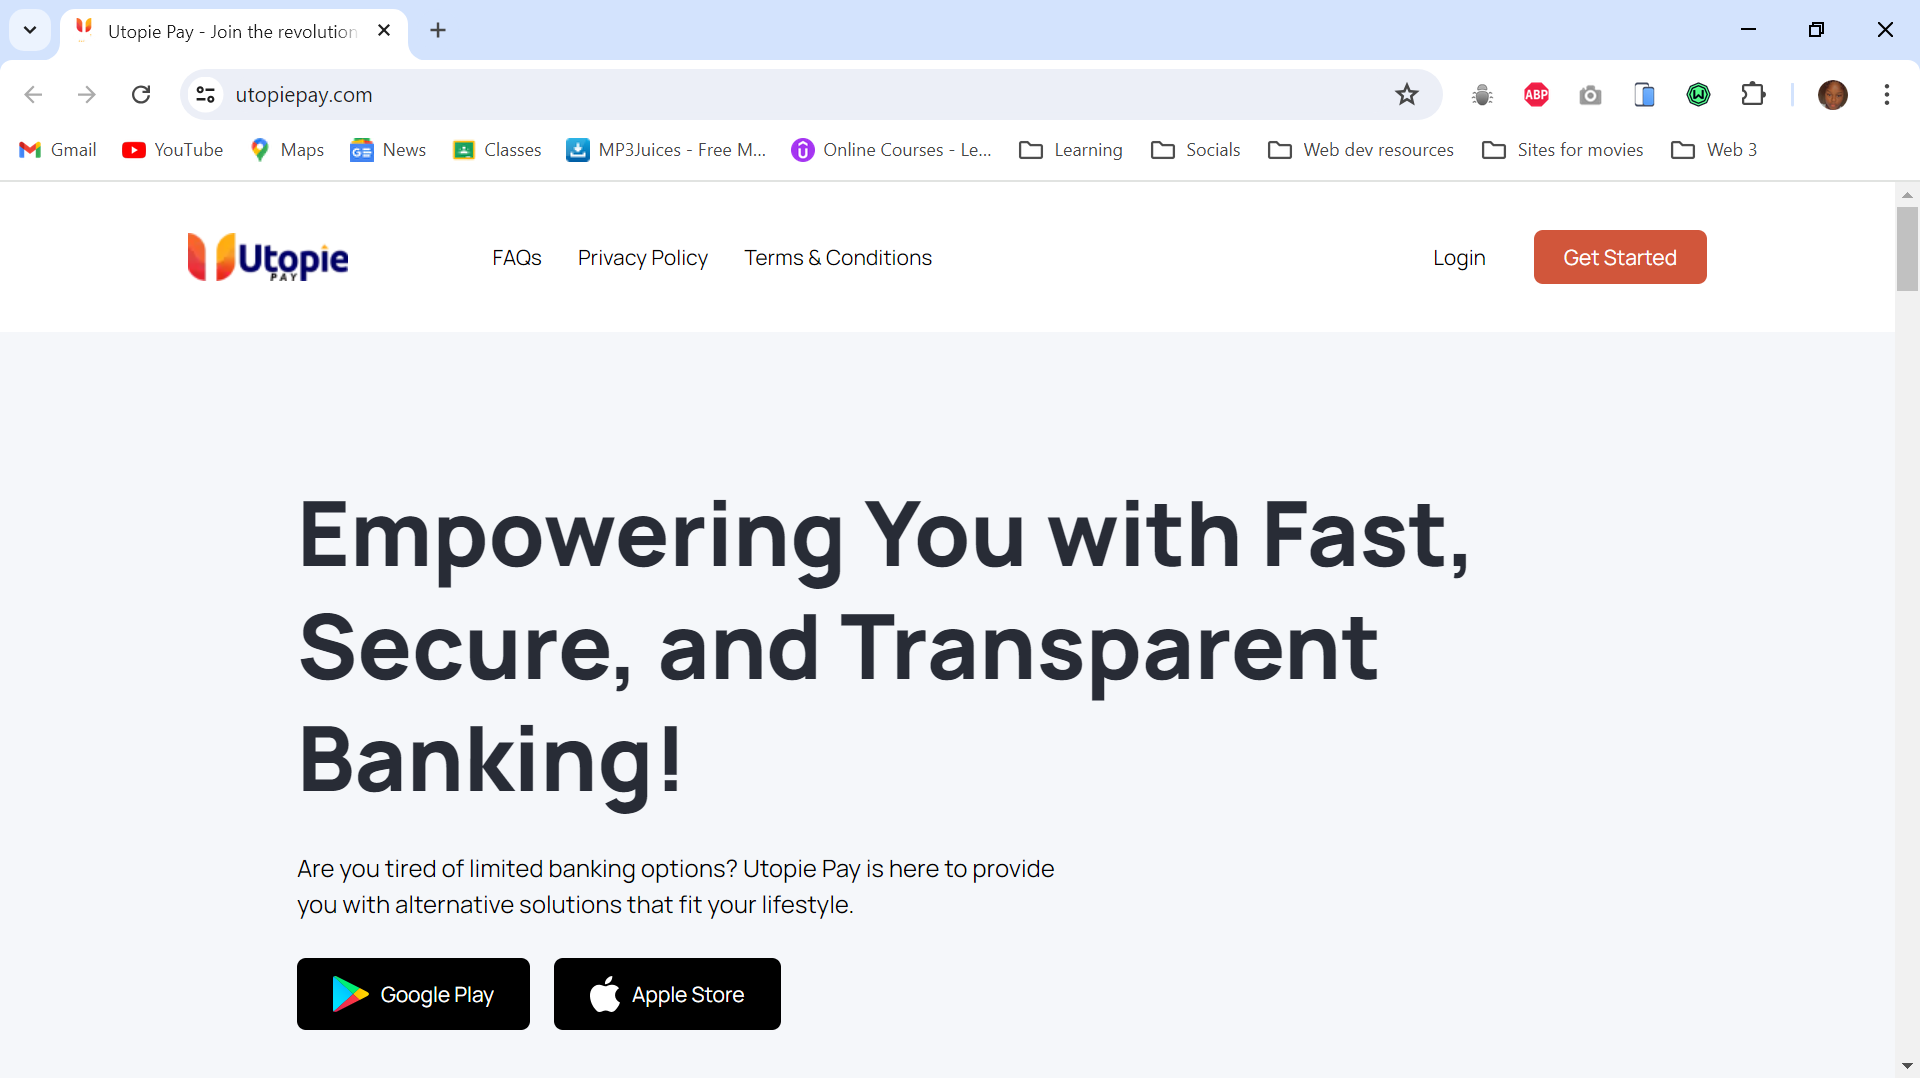 Utopie Pay - Join the revolution
utopiepay.com
ABP
Gmail
YouTube
Maps
News
Classes
MP3Juices - Free M...
Online Courses - Le...
Learning
Socials
Web dev resources
Sites for movies
Web 3
Utopie
PAY
FAQs
Privacy Policy
Terms & Conditions
Login
Get Started
Empowering You with Fast,
Secure, and Transparent
Banking!
Are you tired of limited banking options? Utopie Pay is here to provide
you with alternative solutions that fit your lifestyle.
Google Play
Apple Store